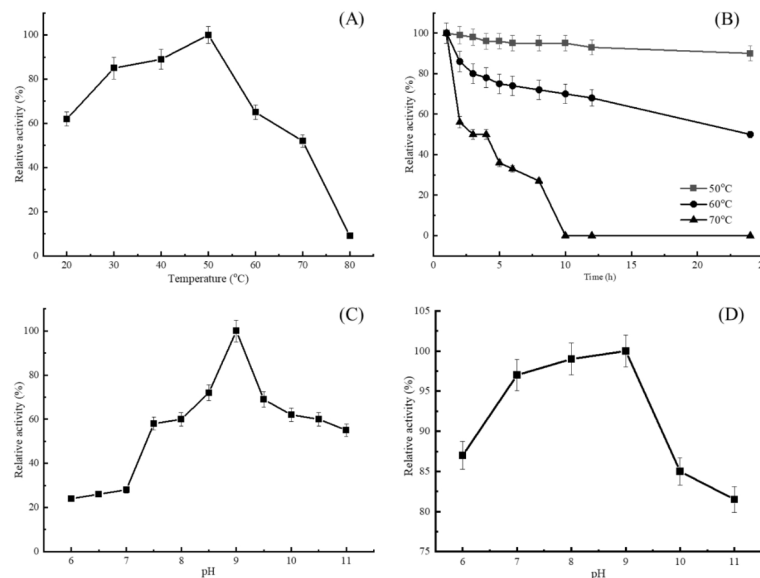 (A)
Relative activity (%)
100
80
60
40
20
0
20 30 40 50 60 70 80
Temperature (°C)
(B)
Relative activity (%)
100
80
60
40
20
0
50°C
60°C
70°C
0 5 10 15 20 25
Time (h)
(C)
Relative activity (%)
100
80
60
40
20
0
6 7 8 9 10 11
pH
(D)
Relative activity (%)
105
100
95
90
85
80
75
6 7 8 9 10 11
pH